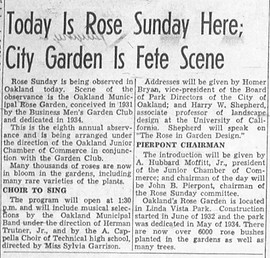 Today Is Rose Sunday Here;
City Garden Is Fete Scene
Rose Sunday is being observed in
Oakland today. Scene of the
observance is the Oakland Munic-
ipal Rose Garden, conceived in 1931
by the Business Men's Garden Club
and dedicated in 1934.
This is the eighth annual observ-
ance and is being arranged under
the direction of the Oakland Junior
Chamber of Commerce in conjunc-
tion with the Garden Club.
Many thousands of roses are now
in bloom in the gardens, including
many rare varieties of the plants.
CHOIR TO SING
The program will open at 1:30
p.m. and will include musical selec-
tions by the Oakland Municipal
Band under the direction of Herman
Trutner, Jr., and by the A. Cap-
pella Choir of Technical high school,
directed by Miss Sylvia Garrison.
Addresses will be given by Homer
Bryan, vice-president of the Board
of Park Directors of the City of
Oakland; and Harry W. Shepherd,
associate professor of landscape
design at the University of Cali-
fornia. Shepherd will speak on
"The Rose in Garden Design."
PIERPONT CHAIRMAN
The introduction will be given by
A. Hubbard Moffitt, Jr., president
of the Junior Chamber of Com-
merce; and chairman of the day will
be John B. Pierpont, chairman of
the Rose Sunday committee.
Oakland's Rose Garden is located
in Linda Vista Park. Construction
started in June of 1932 and the park
was dedicated in May of 1934. There
are now over 6000 rose bushes
planted in the gardens as well as
many trees.